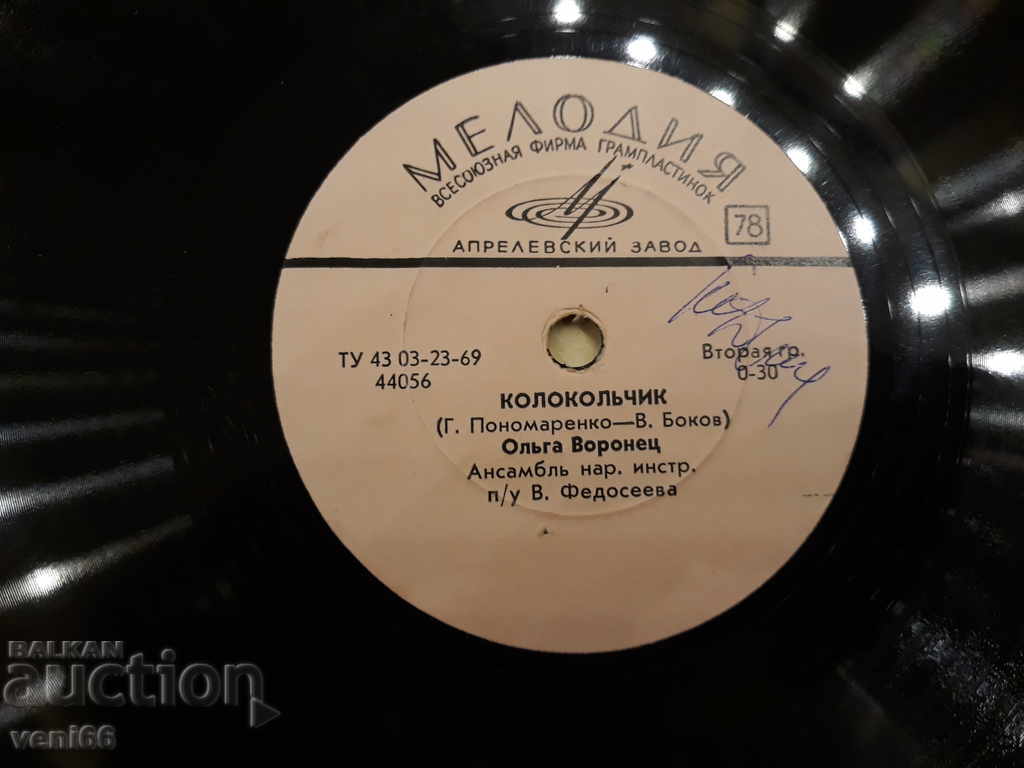 МЕЛОДИЯ
ВСЕСОЮЗНАЯ ФИРМА ГРАМПЛАСТИНОК
78
АПРЕЛЕВСКИЙ ЗАВОД
ТУ 43 03-23-69
44056
Вторая гр.
0-30
КОЛОКОЛЬЧИК
(Г. Пономаренко—В. Боков)
Ольга Воронец
Ансамбль нар. инстр.
п/у В. Федосеева
BALKAN
auction
veni66